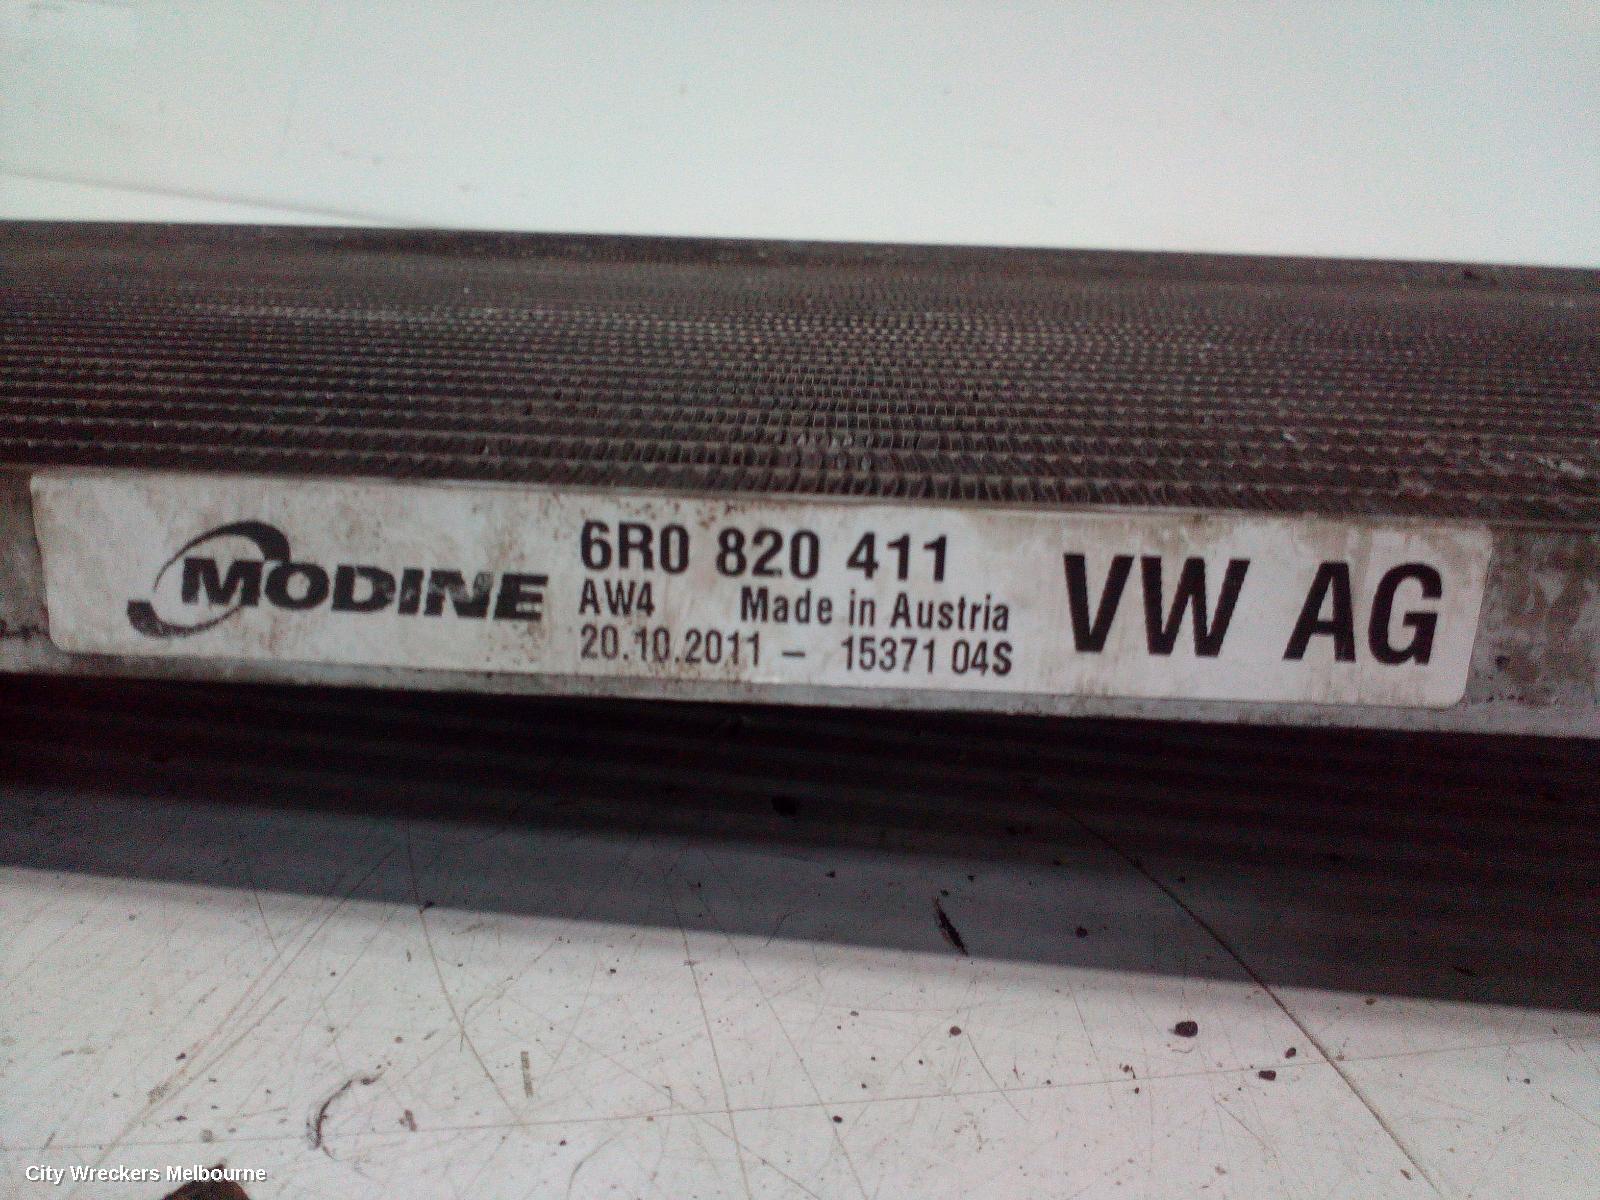 MODINE
6R0 820 411
AW4 Made in Austria
20.10.2011 – 15371 04S
VW AG
City Wreckers Melbourne